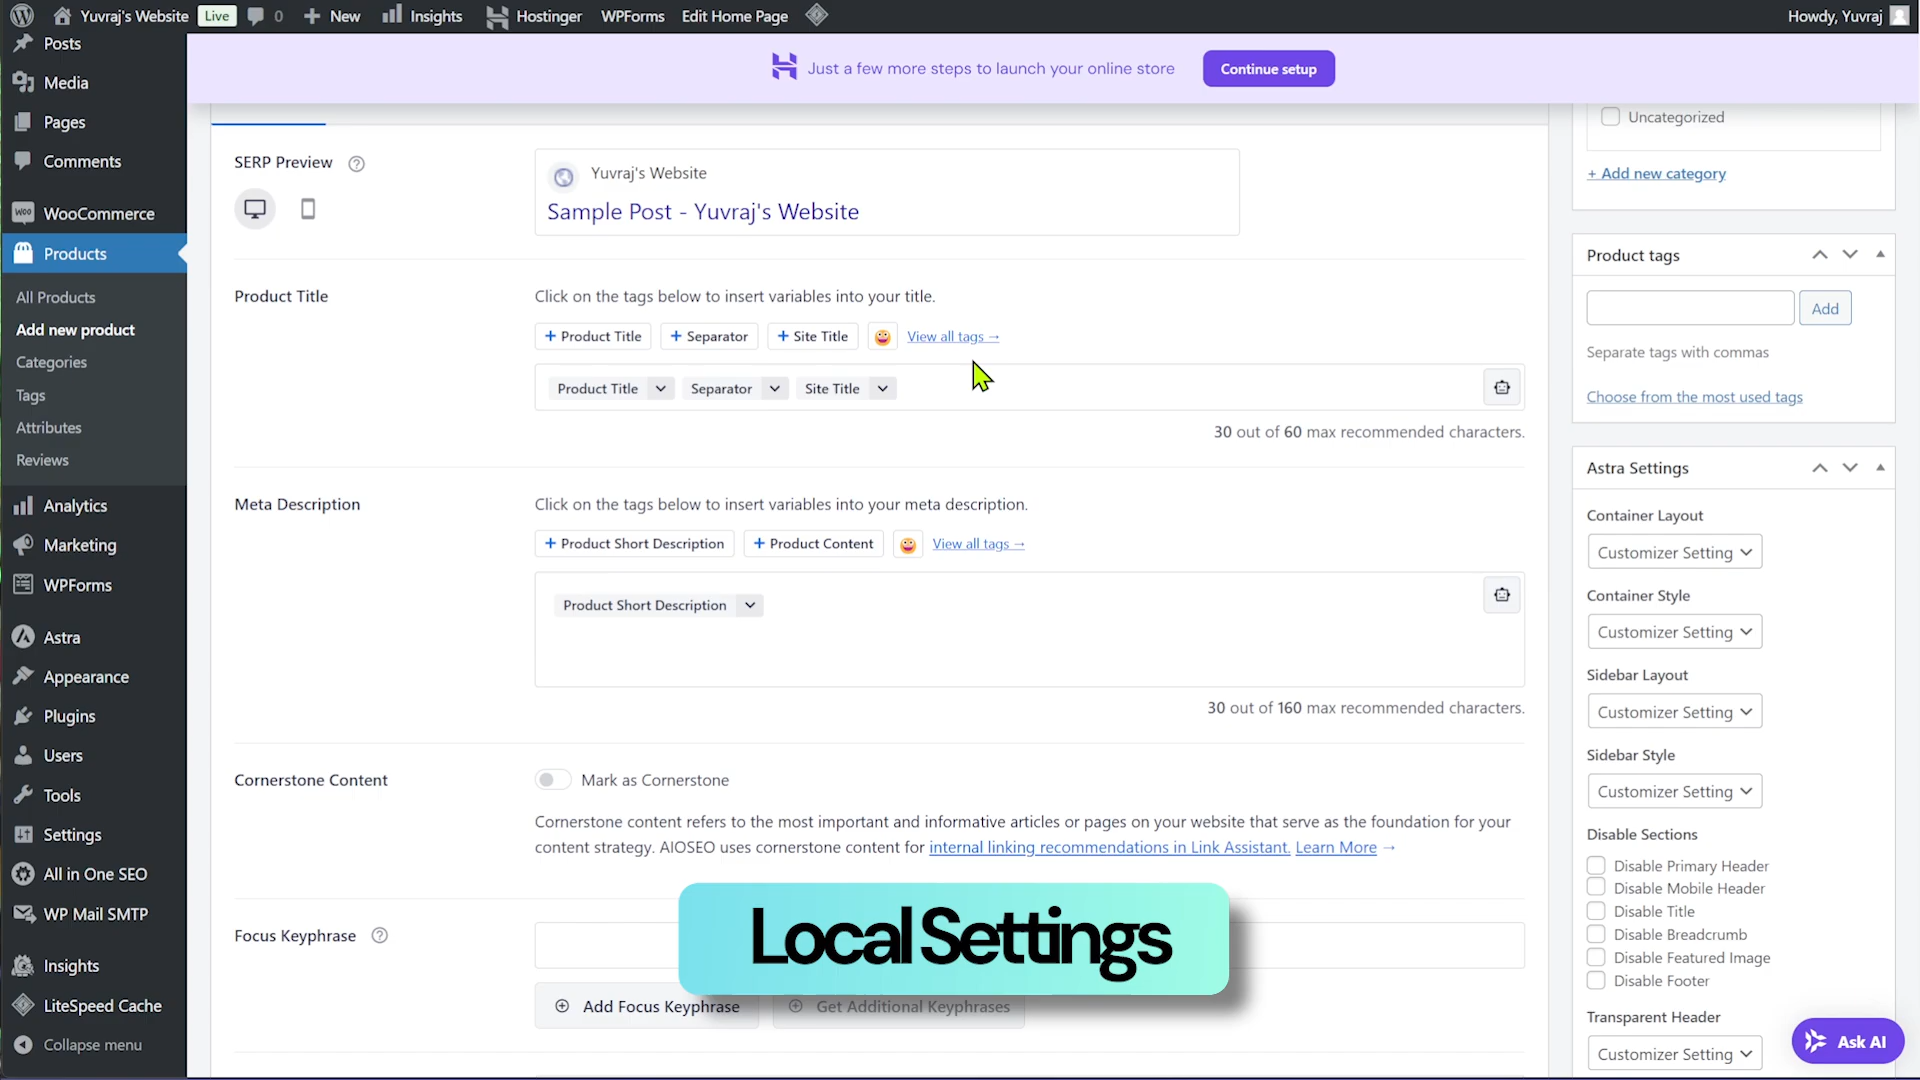 Yuvraj's Website
Live
0
New
Insights
Hostinger
WPForms
Edit Home Page
Howdy, Yuvraj
Just a few more steps to launch your online store
Continue setup
Posts
Media
Pages
Comments
WooCommerce
Products
All Products
Add new product
Categories
Tags
Attributes
Reviews
Analytics
Marketing
WPForms
Astra
Appearance
Plugins
Users
Tools
Settings
All in One SEO
WP Mail SMTP
Insights
LiteSpeed Cache
Collapse menu
SERP Preview
Yuvraj's Website
Sample Post - Yuvraj's Website
Product Title
Click on the tags below to insert variables into your title.
+ Product Title
+ Separator
+ Site Title
View all tags →
Product Title
Separator
Site Title
30 out of 60 max recommended characters.
Meta Description
Click on the tags below to insert variables into your meta description.
+ Product Short Description
+ Product Content
View all tags →
Product Short Description
30 out of 160 max recommended characters.
Cornerstone Content
Mark as Cornerstone
Cornerstone content refers to the most important and informative articles or pages on your website that serve as the foundation for your
content strategy. AIOSEO uses cornerstone content for internal linking recommendations in Link Assistant. Learn More →
Focus Keyphrase
Local Settings
Add Focus Keyphrase
Get Additional Keyphrases
Uncategorized
+ Add new category
Product tags
Add
Separate tags with commas
Choose from the most used tags
Astra Settings
Container Layout
Customizer Setting
Container Style
Customizer Setting
Sidebar Layout
Customizer Setting
Sidebar Style
Customizer Setting
Disable Sections
Disable Primary Header
Disable Mobile Header
Disable Title
Disable Breadcrumb
Disable Featured Image
Disable Footer
Transparent Header
Customizer Setting
Ask AI